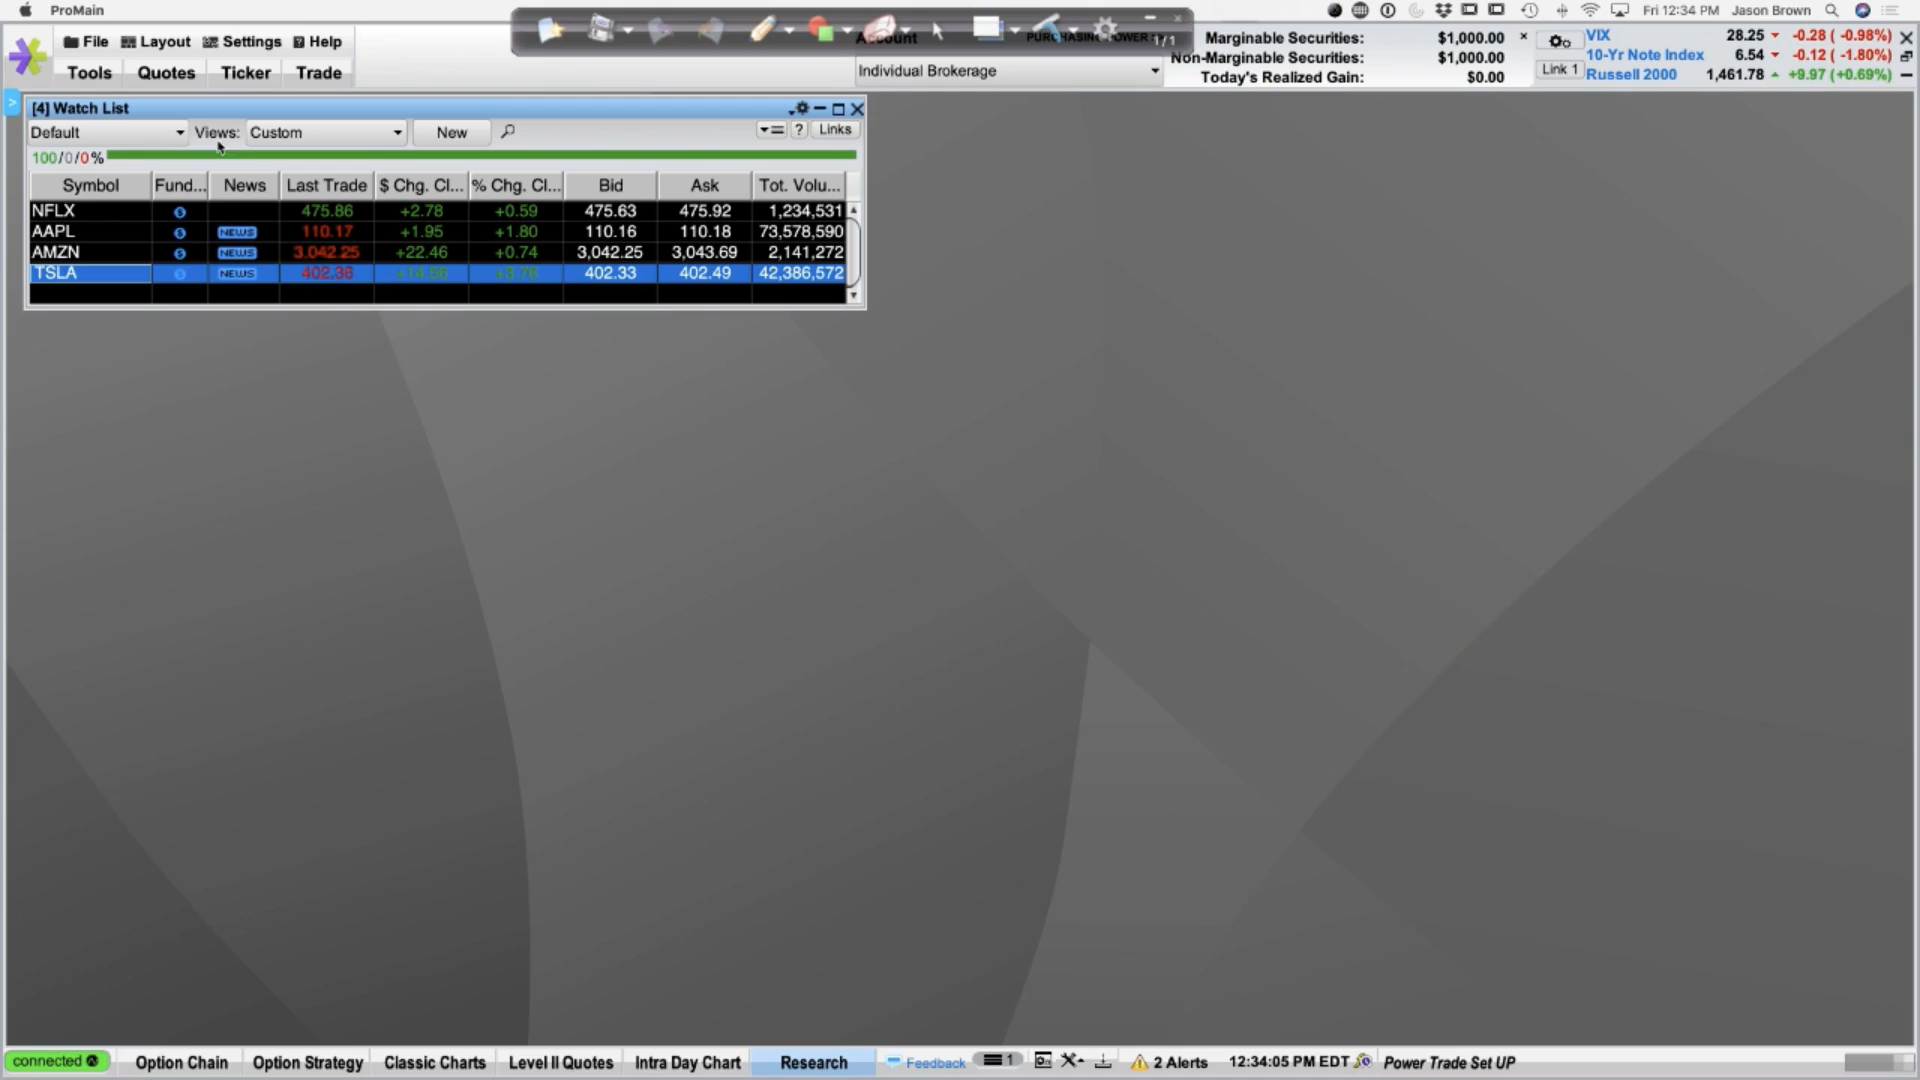 ProMain
Fri 12:34 PM Jason Brown
File Layout Settings Help
Tools Quotes Ticker Trade
Account
1/1
Individual Brokerage
Marginable Securities: $1,000.00
Non-Marginable Securities: $1,000.00
Today's Realized Gain: $0.00
Link 1
VIX 28.25 -0.28 ( -0.98%)
10-Yr Note Index 6.54 -0.12 ( -1.80%)
Russell 2000 1,461.78 +9.97 (+0.69%)
[4] Watch List
Default Views: Custom New ? Links
100/0/0%
Symbol Fund... News Last Trade $ Chg. Cl... % Chg. Cl... Bid Ask Tot. Volu...
NFLX 475.86 +2.78 +0.59 475.63 475.92 1,234,531
AAPL NEWS 110.17 +1.95 +1.80 110.16 110.18 73,578,590
AMZN NEWS 3,042.25 +22.46 +0.74 3,042.25 3,043.69 2,141,272
TSLA NEWS 402.36 402.33 402.49 42,386,572
connected Option Chain Option Strategy Classic Charts Level II Quotes Intra Day Chart Research Feedback 1 2 Alerts 12:34:05 PM EDT Power Trade Set UP